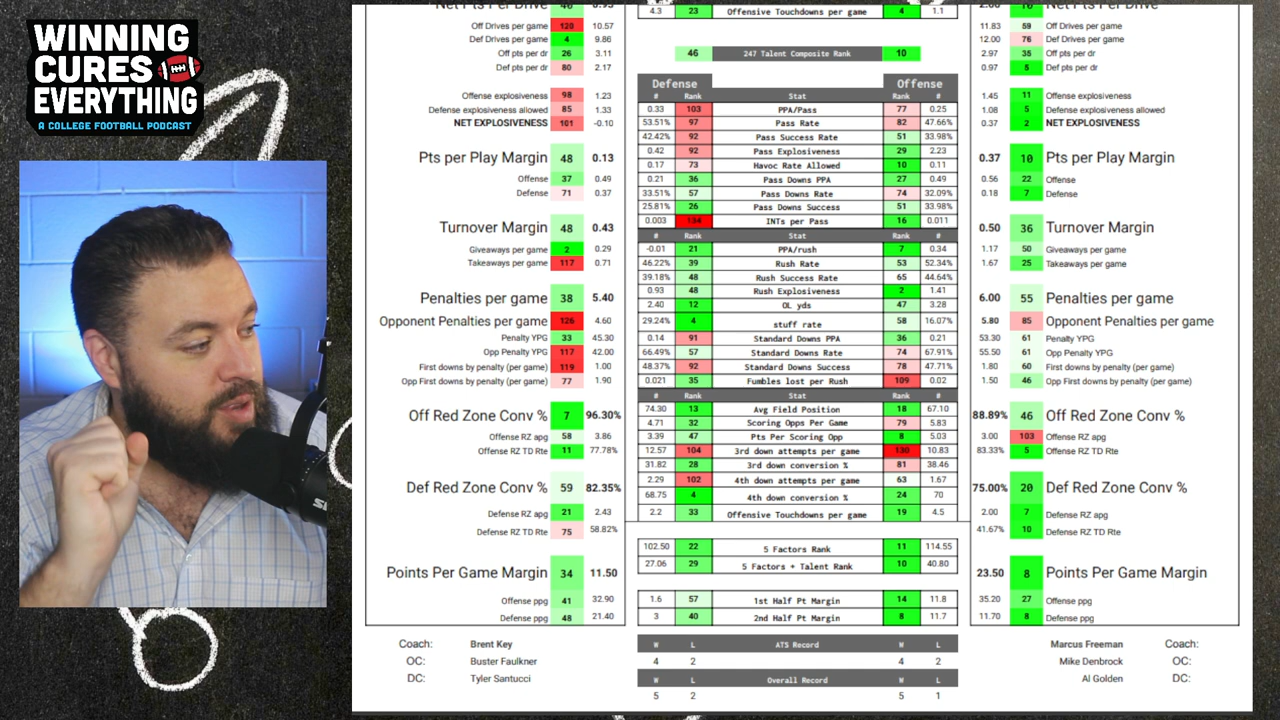 WINNING
CURES
EVERYTHING
A COLLEGE FOOTBALL PODCAST
Net Pts Per Drive 40 0.95
Off Drives per game 120 10.57
Def Drives per game 4 9.86
Off pts per dr 26 3.11
Def pts per dr 80 2.17
Offense explosiveness 98 1.23
Defense explosiveness allowed 85 1.33
NET EXPLOSIVENESS 101 -0.10
Pts per Play Margin 48 0.13
Offense 37 0.49
Defense 71 0.37
Turnover Margin 48 0.43
Giveaways per game 2 0.29
Takeaways per game 117 0.71
Penalties per game 38 5.40
Opponent Penalties per game 126 4.60
Penalty YPG 33 45.30
Opp Penalty YPG 117 42.00
First downs by penalty (per game) 119 1.00
Opp First downs by penalty (per game) 77 1.90
Off Red Zone Conv % 7 96.30%
Offense RZ apg 58 3.86
Offense RZ TD Rte 11 77.78%
Def Red Zone Conv % 59 82.35%
Defense RZ apg 21 2.43
Defense RZ TD Rte 75 58.82%
Points Per Game Margin 34 11.50
Offense ppg 41 32.90
Defense ppg 48 21.40
Coach: Brent Key
OC: Buster Faulkner
DC: Tyler Santucci
4.3 23 Offensive Touchdowns per game 4 1.1
46 247 Talent Composite Rank 10
Defense Offense
# Rank Stat Rank #
0.33 103 PPA/Pass 77 0.25
53.51% 97 Pass Rate 82 47.66%
42.42% 92 Pass Success Rate 51 33.98%
0.42 92 Pass Explosiveness 29 2.23
0.17 73 Havoc Rate Allowed 10 0.11
0.21 36 Pass Downs PPA 27 0.49
33.51% 57 Pass Downs Rate 74 32.09%
25.81% 26 Pass Downs Success 51 33.98%
0.003 134 INTs per Pass 16 0.011
# Rank Stat Rank #
-0.01 21 PPA/rush 7 0.34
46.22% 39 Rush Rate 53 52.34%
39.18% 48 Rush Success Rate 65 44.64%
0.93 48 Rush Explosiveness 2 1.41
2.40 12 OL yds 47 3.28
29.24% 4 stuff rate 58 16.07%
0.14 91 Standard Downs PPA 36 0.21
66.49% 57 Standard Downs Rate 74 67.91%
48.37% 92 Standard Downs Success 78 47.71%
0.021 35 Fumbles lost per Rush 109 0.02
# Rank Stat Rank #
74.30 13 Avg Field Position 18 67.10
4.71 32 Scoring Opps Per Game 79 5.83
3.39 47 Pts Per Scoring Opp 8 5.03
12.57 104 3rd down attempts per game 130 10.83
31.82 28 3rd down conversion % 81 38.46
2.29 102 4th down attempts per game 63 1.67
68.75 4 4th down conversion % 24 70
2.2 33 Offensive Touchdowns per game 19 4.5
102.50 22 5 Factors Rank 11 114.55
27.06 29 5 Factors + Talent Rank 10 40.80
1.6 57 1st Half Pt Margin 14 11.8
3 40 2nd Half Pt Margin 8 11.7
W L ATS Record W L
4 2 4 2
W L Overall Record W L
5 2 5 1
2.00 10 Net Pts Per Drive
11.83 59 Off Drives per game
12.00 76 Def Drives per game
2.97 35 Off pts per dr
0.97 5 Def pts per dr
1.45 11 Offense explosiveness
1.08 5 Defense explosiveness allowed
0.37 2 NET EXPLOSIVENESS
0.37 10 Pts per Play Margin
0.56 22 Offense
0.18 7 Defense
0.50 36 Turnover Margin
1.17 50 Giveaways per game
1.67 25 Takeaways per game
6.00 55 Penalties per game
5.80 85 Opponent Penalties per game
53.30 61 Penalty YPG
55.50 61 Opp Penalty YPG
1.80 60 First downs by penalty (per game)
1.50 46 Opp First downs by penalty (per game)
88.89% 46 Off Red Zone Conv %
3.00 103 Offense RZ apg
83.33% 5 Offense RZ TD Rte
75.00% 20 Def Red Zone Conv %
2.00 7 Defense RZ apg
41.67% 10 Defense RZ TD Rte
23.50 8 Points Per Game Margin
35.20 27 Offense ppg
11.70 8 Defense ppg
Marcus Freeman Coach:
Mike Denbrock OC:
Al Golden DC: